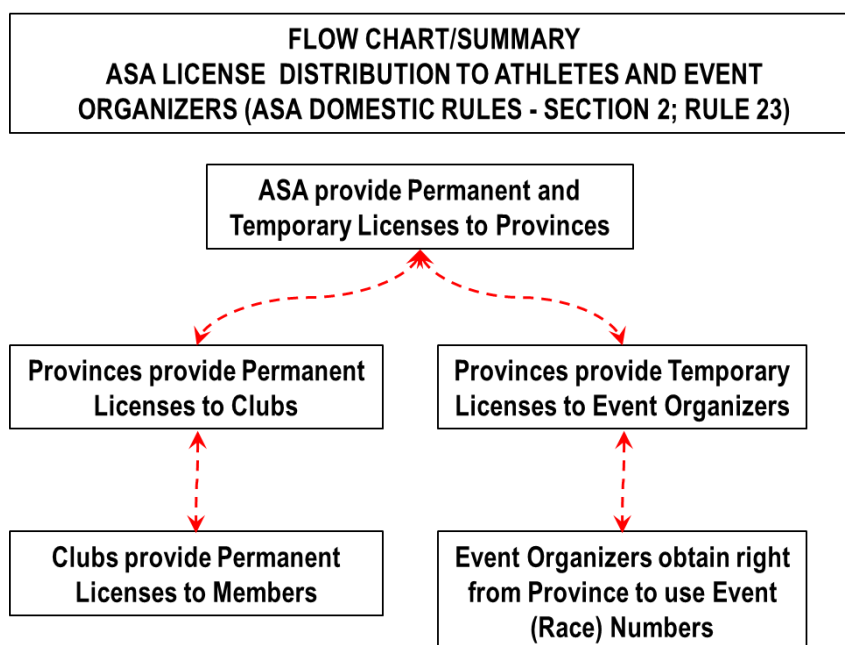 FLOW CHART/SUMMARY
ASA LICENSE  DISTRIBUTION TO ATHLETES AND EVENT
ORGANIZERS (ASA DOMESTIC RULES - SECTION 2; RULE 23)
ASA provide Permanent and
Temporary Licenses to Provinces
Provinces provide Permanent
Licenses to Clubs
Provinces provide Temporary
Licenses to Event Organizers
Clubs provide Permanent
Licenses to Members
Event Organizers obtain right
from Province to use Event
(Race) Numbers